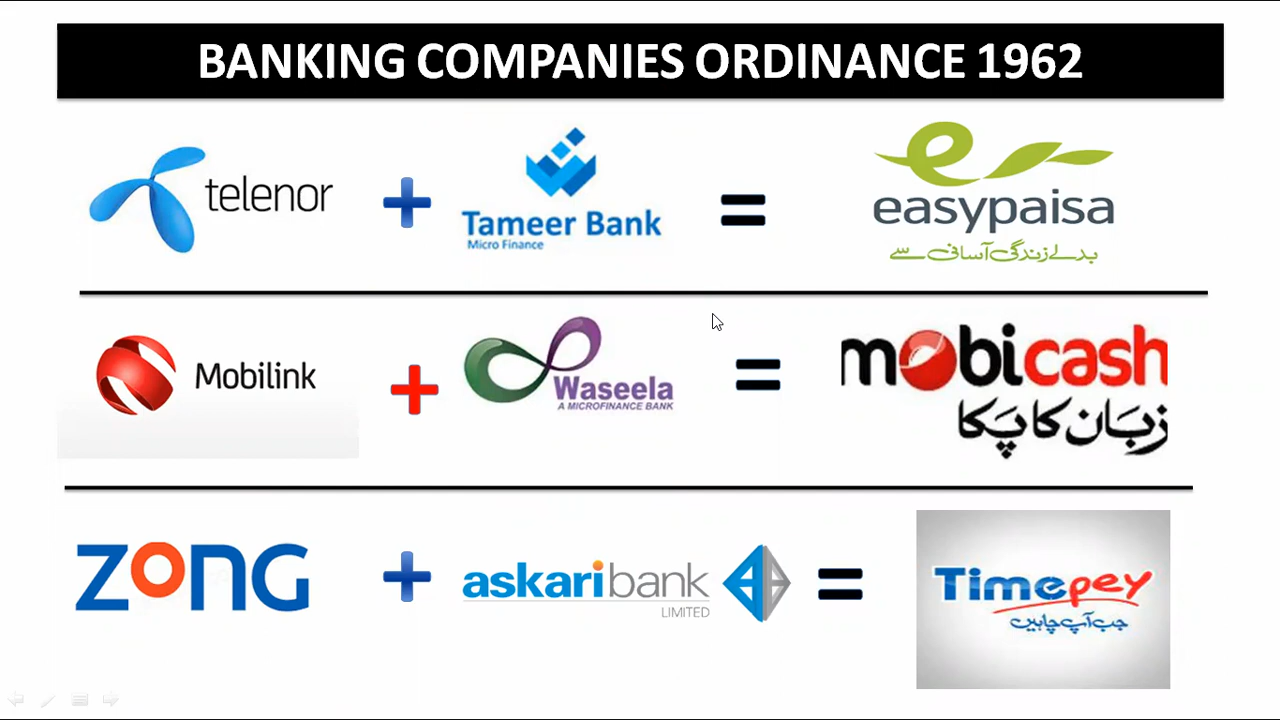 BANKING COMPANIES ORDINANCE 1962
telenor
Tameer Bank
Micro Finance
easypaisa
بدلے زندگی آسانی سے
Mobilink
Waseela
A MICROFINANCE BANK
mobicash
زبان کا پکا
ZONG
askaribank
LIMITED
Timepey
جب آپ چاہیں